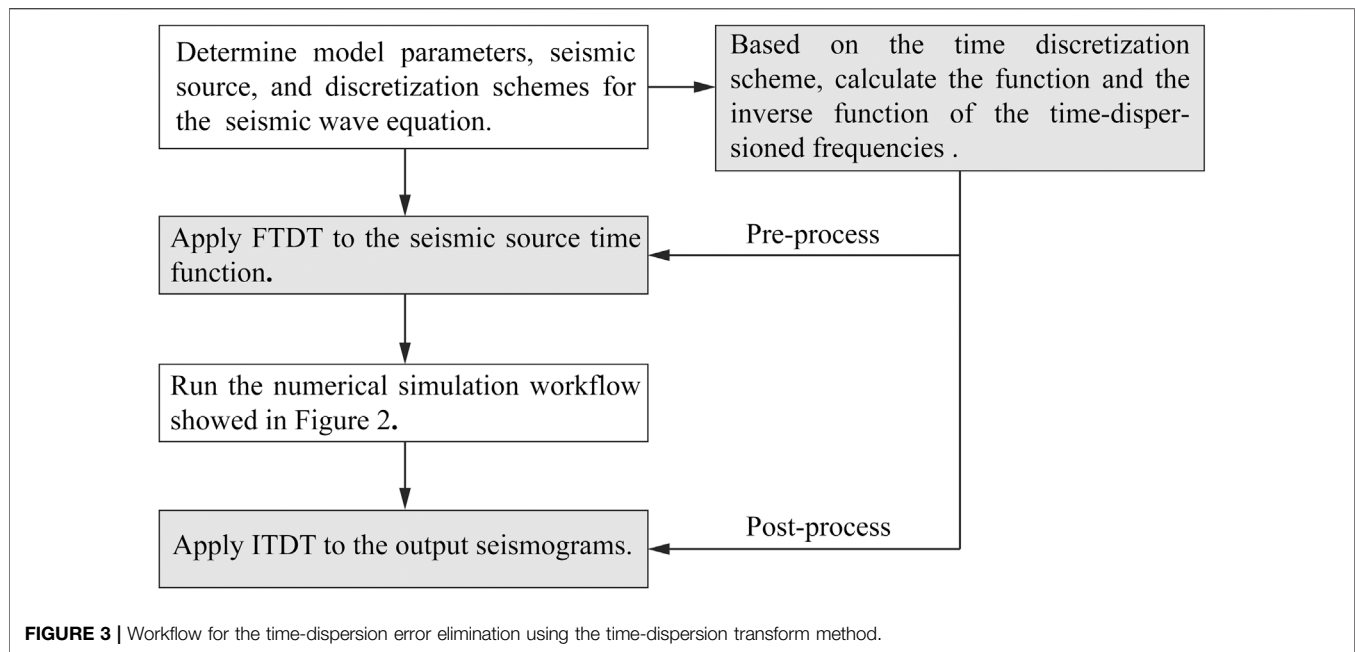 Determine model parameters, seismic
source, and discretization schemes for
the seismic wave equation.
Based on the time discretization
scheme, calculate the function and the
inverse function of the time-disper-
sioned frequencies .
Apply FTDT to the seismic source time
function.
Pre-process
Run the numerical simulation workflow
showed in Figure 2.
Apply ITDT to the output seismograms.
Post-process
FIGURE 3 | Workflow for the time-dispersion error elimination using the time-dispersion transform method.